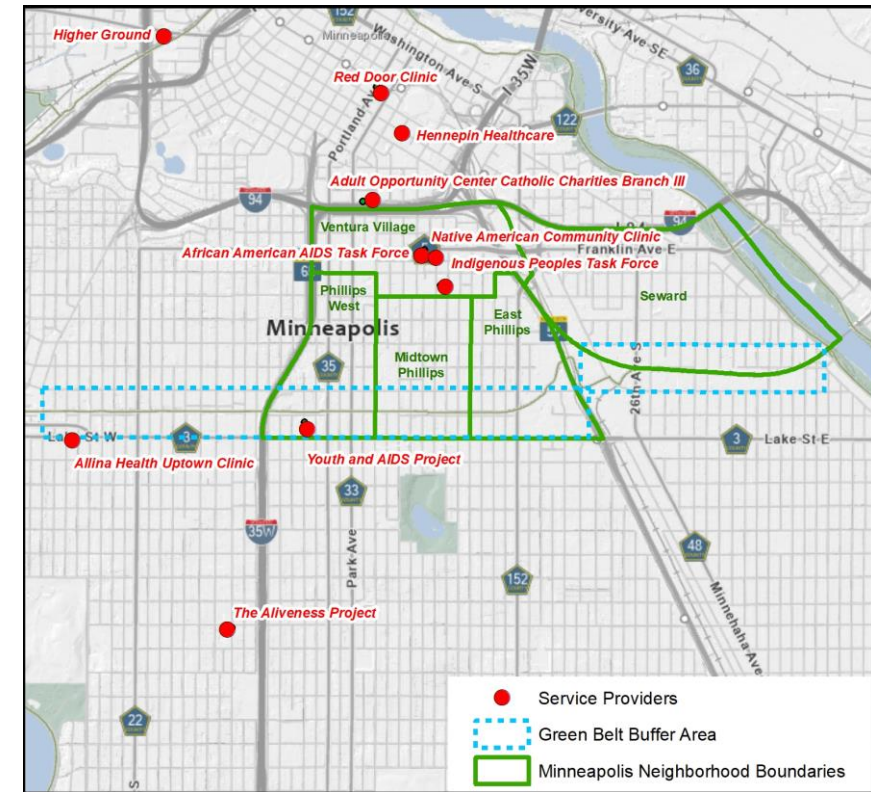 152
Higher Ground
Minneapolis
Washington Ave S
University Ave SE
36
Red Door Clinic
I 35W
Portland Ave
122
Hennepin Healthcare
Adult Opportunity Center Catholic Charities Branch III
94
Ventura Village
I 94
94
Native American Community Clinic
Franklin Ave E
African American AIDS Task Force
5
Indigenous Peoples Task Force
Phillips
West
East
Phillips
Seward
Minneapolis
Midtown
Phillips
35
26th Ave S
Lake St W
3
3
Lake St E
Allina Health Uptown Clinic
Youth and AIDS Project
33
35W
Park Ave
48
152
Minnehaha Ave
The Aliveness Project
22
S
Service Providers
Green Belt Buffer Area
Minneapolis Neighborhood Boundaries